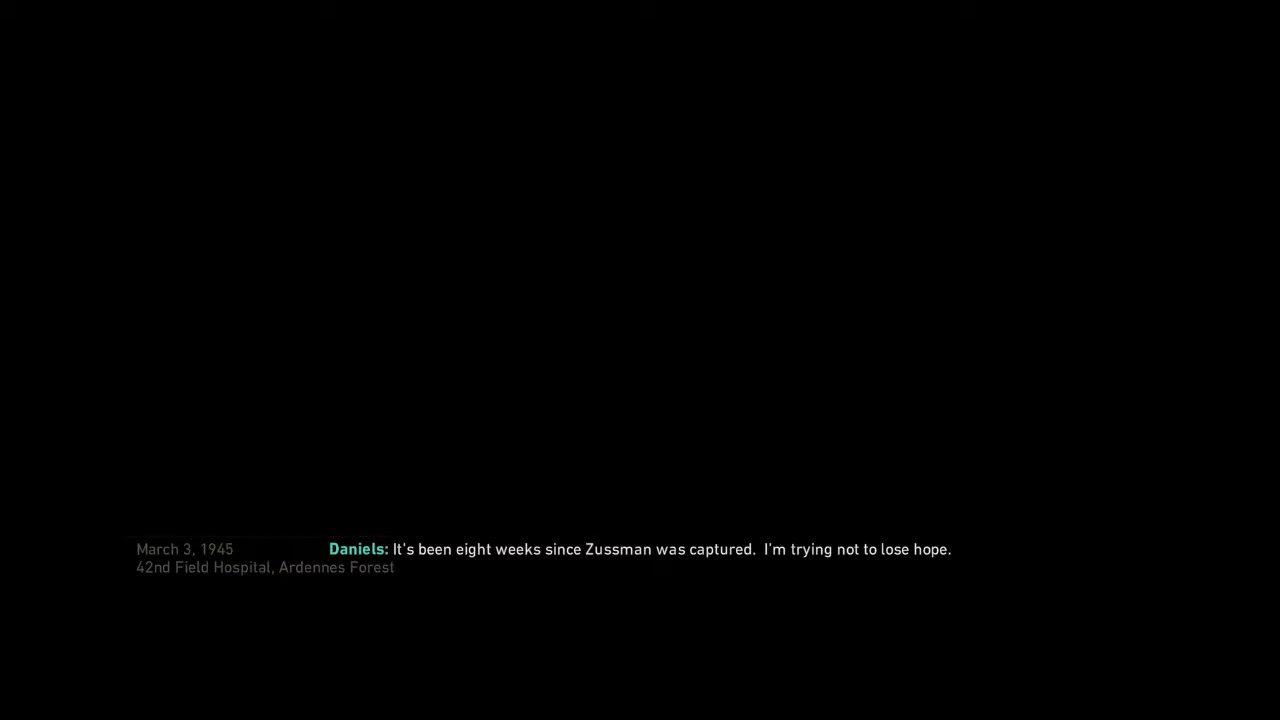 March 3, 1945
Daniels: It's been eight weeks since Zussman was captured.  I'm trying not to lose hope.
42nd Field Hospital, Ardennes Forest